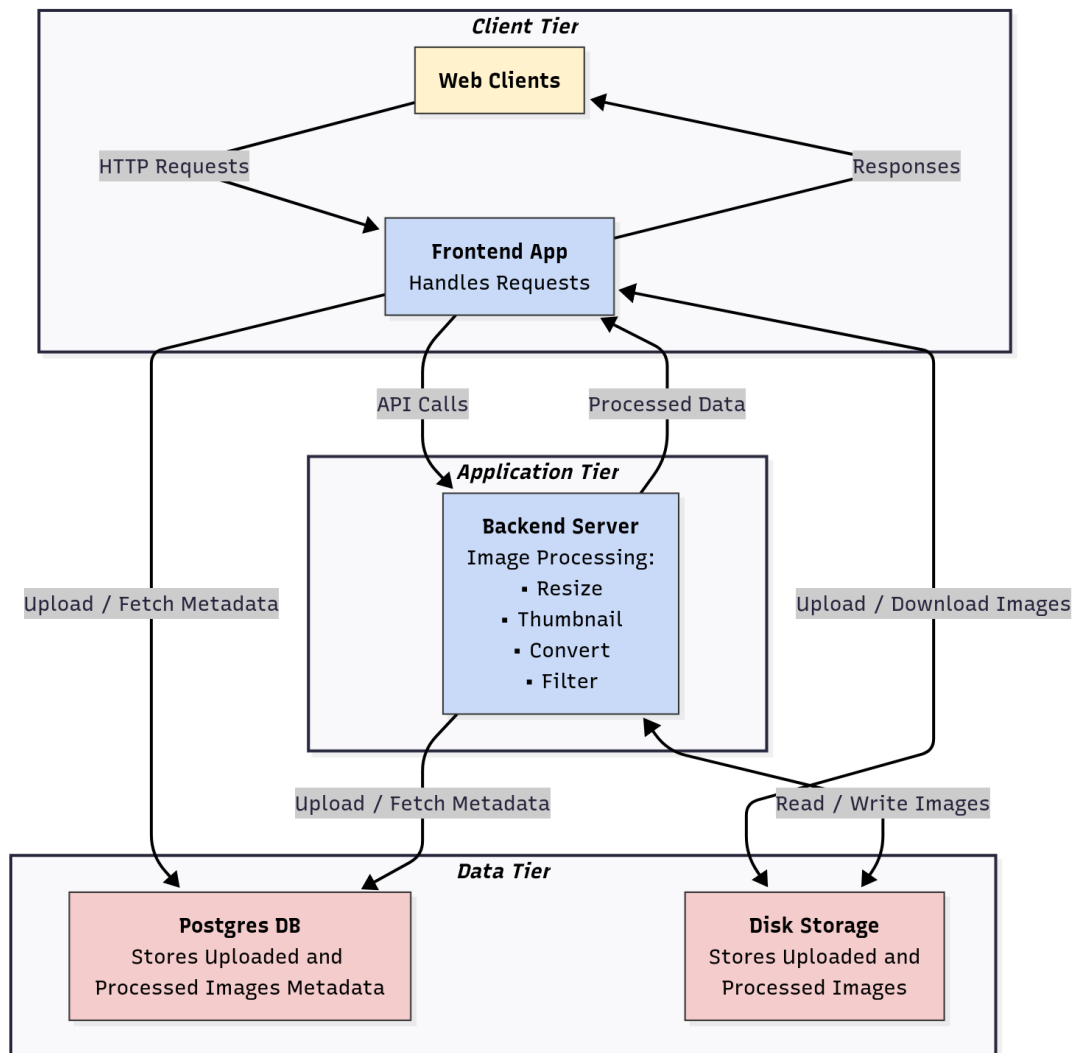 Client Tier
Web Clients
HTTP Requests
Responses
Frontend App
Handles Requests
API Calls
Processed Data
Application Tier
Backend Server
Image Processing:
▪ Resize
▪ Thumbnail
▪ Convert
▪ Filter
Upload / Fetch Metadata
Upload / Download Images
Upload / Fetch Metadata
Read / Write Images
Data Tier
Postgres DB
Stores Uploaded and
Processed Images Metadata
Disk Storage
Stores Uploaded and
Processed Images